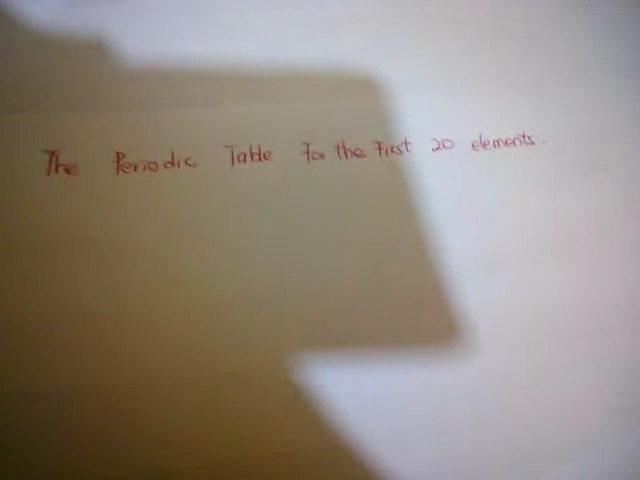 The Periodic Table for the First 20 elements.